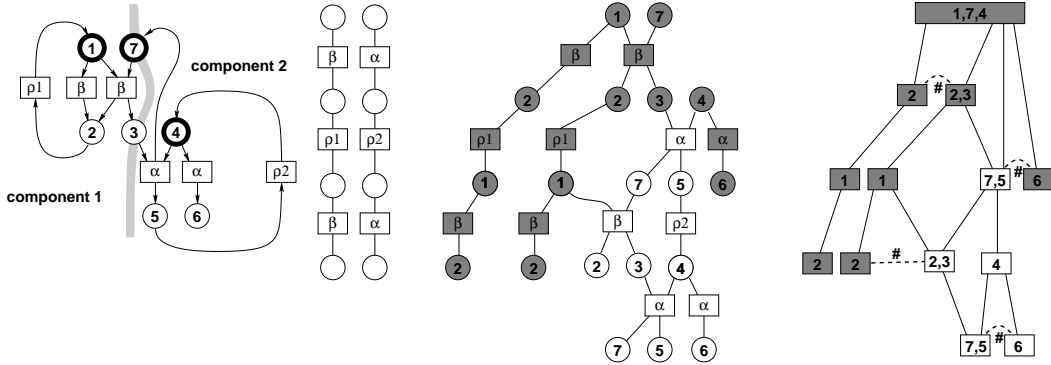 1 7
component 2
ρ1 β β
2 3 4
component 1
α α ρ2
5 6
β α
ρ1 ρ2
β α
1 7
β β
2 2 3 4
ρ1 ρ1 α α
1 1 7 5 6
β β β ρ2
2 2 2 3 4
α α
7 5 6
1,7,4
2 # 2,3
1 1 7,5 # 6
2 2 # 2,3 4
7,5 # 6